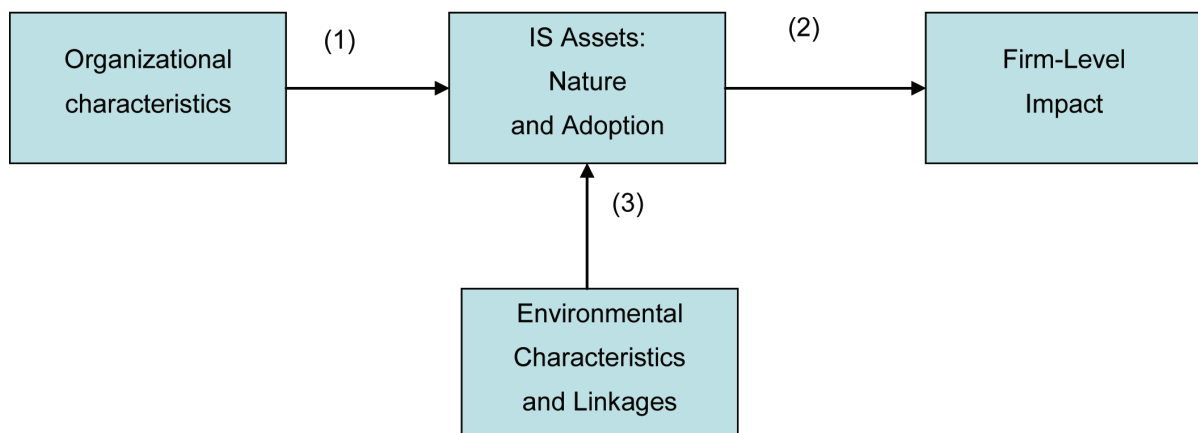 Organizational
characteristics
(1)
IS Assets:
Nature
and Adoption
(2)
Firm-Level
Impact
(3)
Environmental
Characteristics
and Linkages